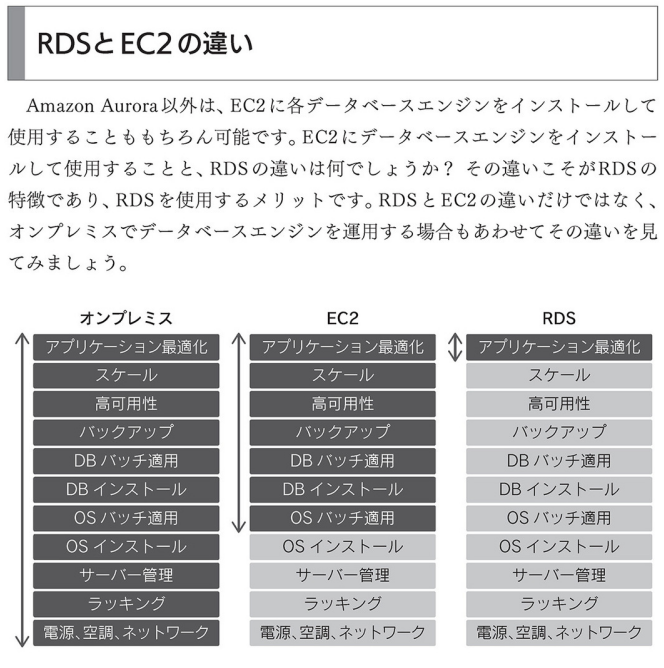 RDSとEC2の違い
Amazon Aurora以外は、EC2に各データベースエンジンをインストールして
使用することももちろん可能です。EC2にデータベースエンジンをインストー
ルして使用することと、RDSの違いは何でしょうか？ その違いこそがRDSの
特徴であり、RDSを使用するメリットです。RDSとEC2の違いだけではなく、
オンプレミスでデータベースエンジンを運用する場合もあわせてその違いを見
てみましょう。
オンプレミス
アプリケーション最適化
スケール
高可用性
バックアップ
DB パッチ適用
DB インストール
OS パッチ適用
OS インストール
サーバー管理
ラッキング
電源、空調、ネットワーク
EC2
アプリケーション最適化
スケール
高可用性
バックアップ
DB パッチ適用
DB インストール
OS パッチ適用
OS インストール
サーバー管理
ラッキング
電源、空調、ネットワーク
RDS
アプリケーション最適化
スケール
高可用性
バックアップ
DB パッチ適用
DB インストール
OS パッチ適用
OS インストール
サーバー管理
ラッキング
電源、空調、ネットワーク